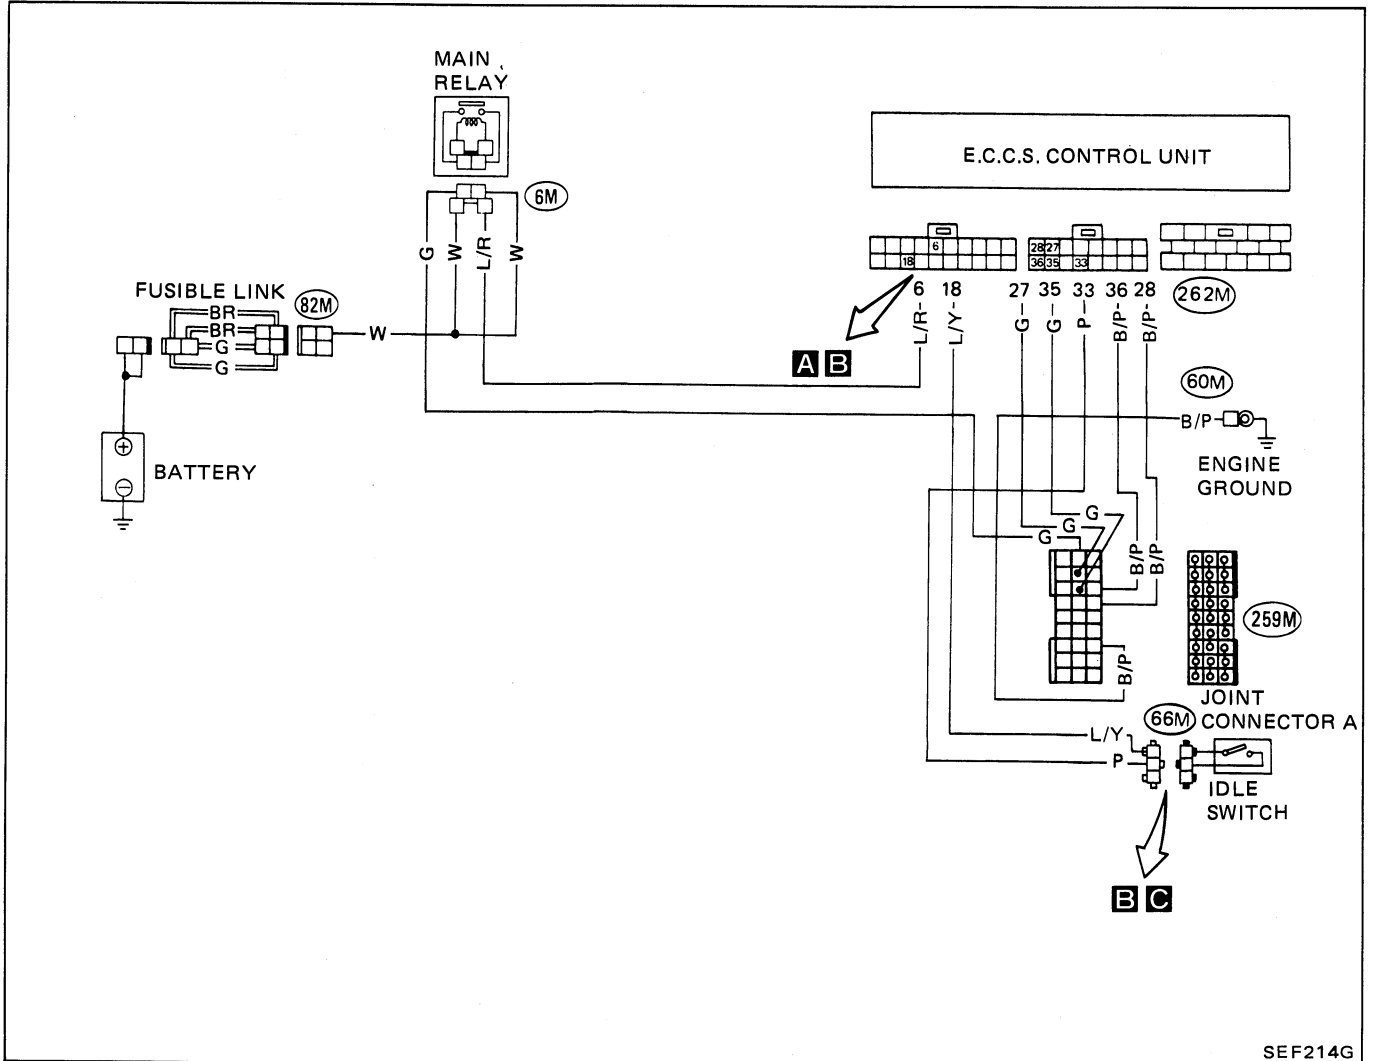 MAIN
RELAY
E.C.C.S. CONTROL UNIT
6M
G
W
L/R
W
6
18
28 27
36 35 33
FUSIBLE LINK
82M
BR
BR
G
G
W
6 18 27 35 33 36 28
262M
L/R
L/Y
G
G
P
B/P
B/P
A B
60M
B/P
BATTERY
ENGINE
GROUND
G
G
G
B/P
B/P
259M
B/P
JOINT
CONNECTOR A
66M
L/Y
P
IDLE
SWITCH
B C
SEF214G